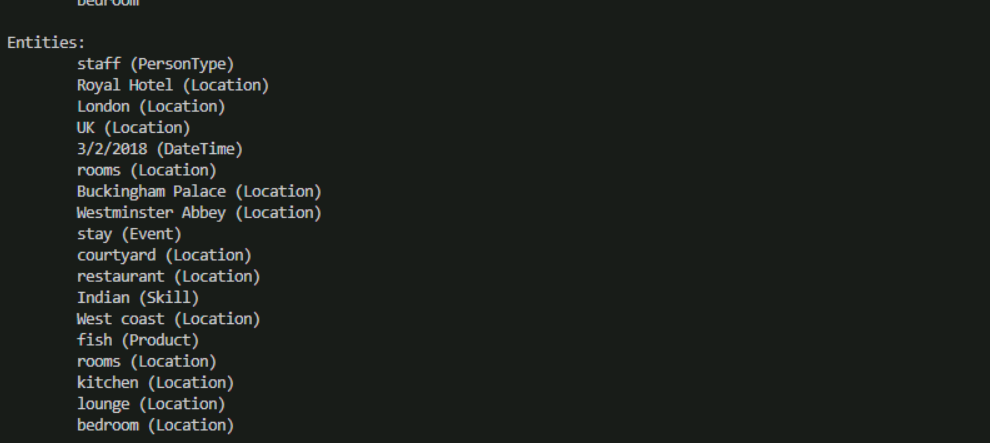 bedroom
Entities:
staff (PersonType)
Royal Hotel (Location)
London (Location)
UK (Location)
3/2/2018 (DateTime)
rooms (Location)
Buckingham Palace (Location)
Westminster Abbey (Location)
stay (Event)
courtyard (Location)
restaurant (Location)
Indian (Skill)
West coast (Location)
fish (Product)
rooms (Location)
kitchen (Location)
lounge (Location)
bedroom (Location)